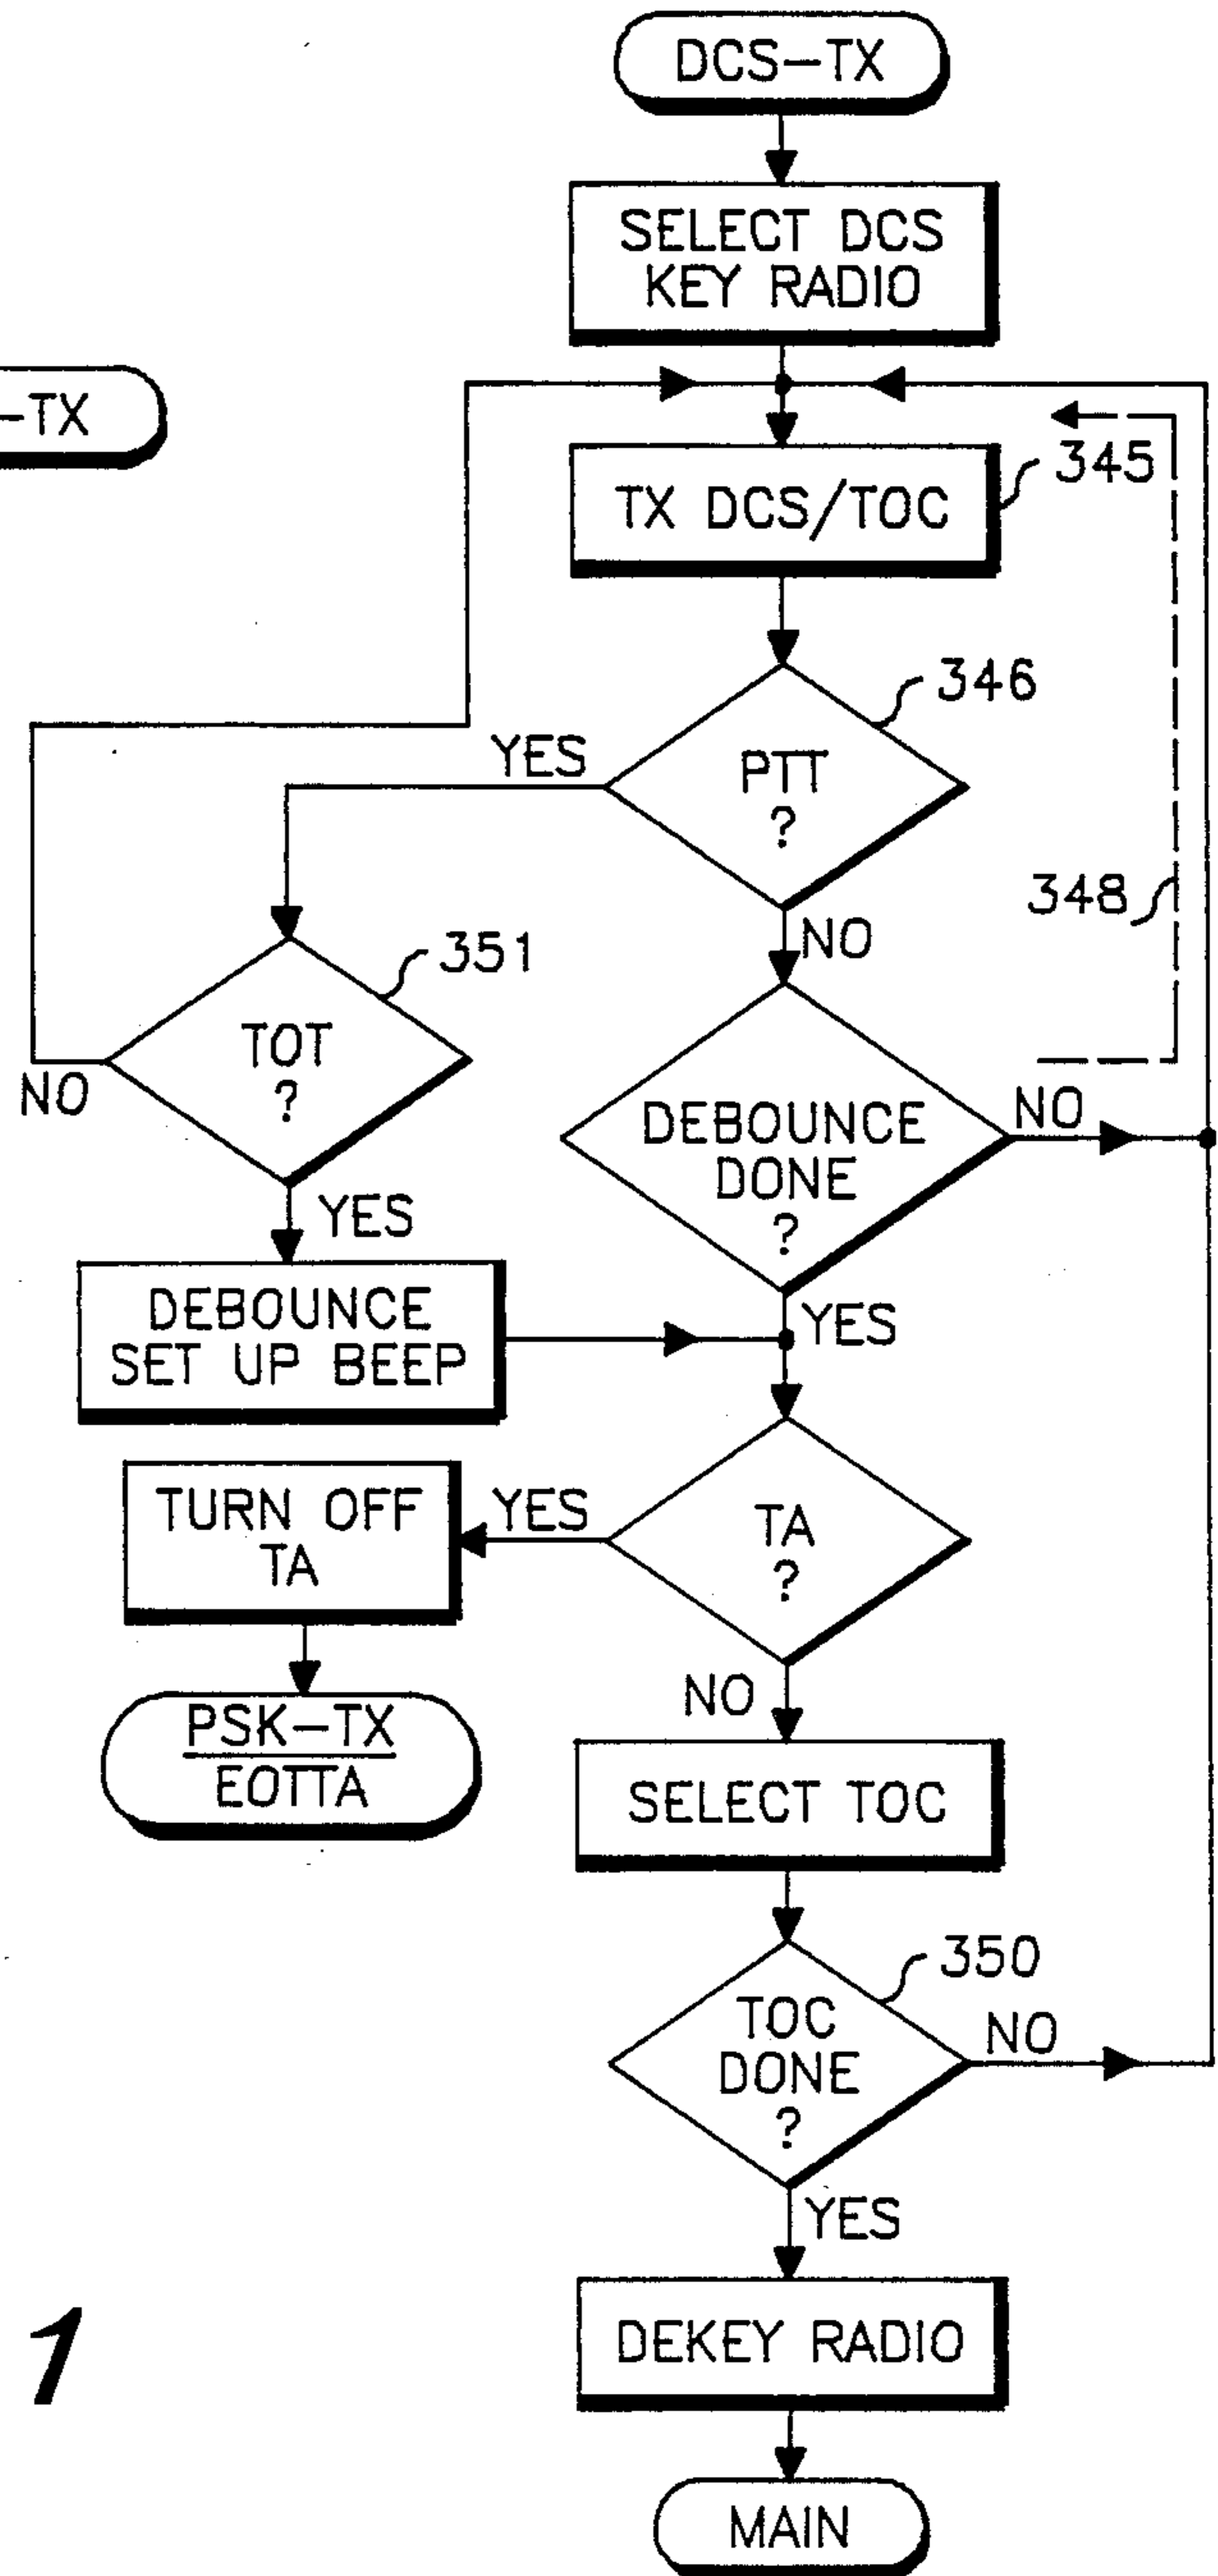 DCS-TX
SELECT DCS
KEY RADIO
-TX
TX DCS/TOC
345
346
PTT
?
YES
NO
348
351
TOT
?
NO
YES
DEBOUNCE
DONE
?
NO
YES
DEBOUNCE
SET UP BEEP
TA
?
YES
TURN OFF
TA
PSK-TX
EOTTA
NO
SELECT TOC
350
TOC
DONE
?
NO
YES
DEKEY RADIO
MAIN
1